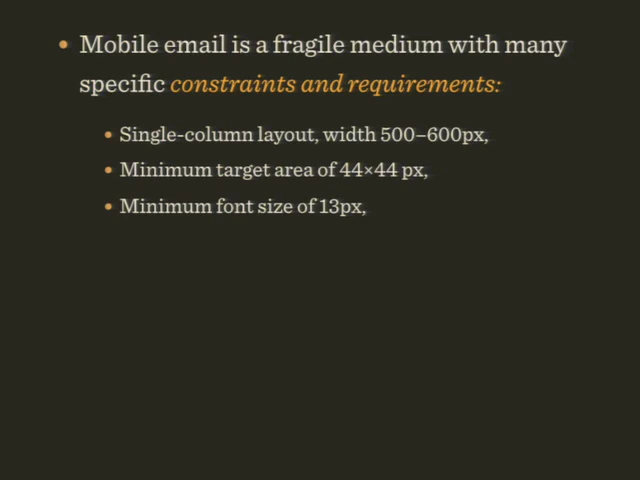 • Mobile email is a fragile medium with many
specific constraints and requirements:
• Single-column layout, width 500–600px,
• Minimum target area of 44×44 px,
• Minimum font size of 13px,